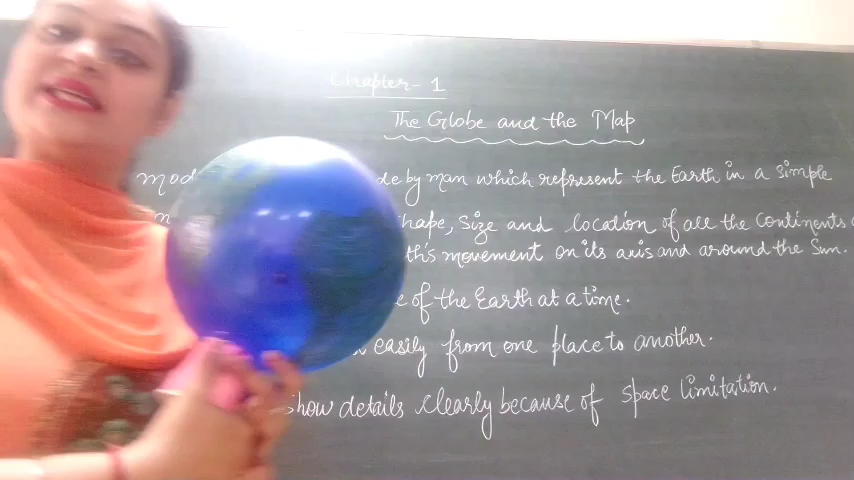 Chapter - 1
The Globe and the Map
mod by man which represent the Earth in a simple
hape, Size and location of all the Continents
th's movement on its axis and around the Sun.
e of the Earth at a time.
easily from one place to another.
show details clearly because of space limitation.